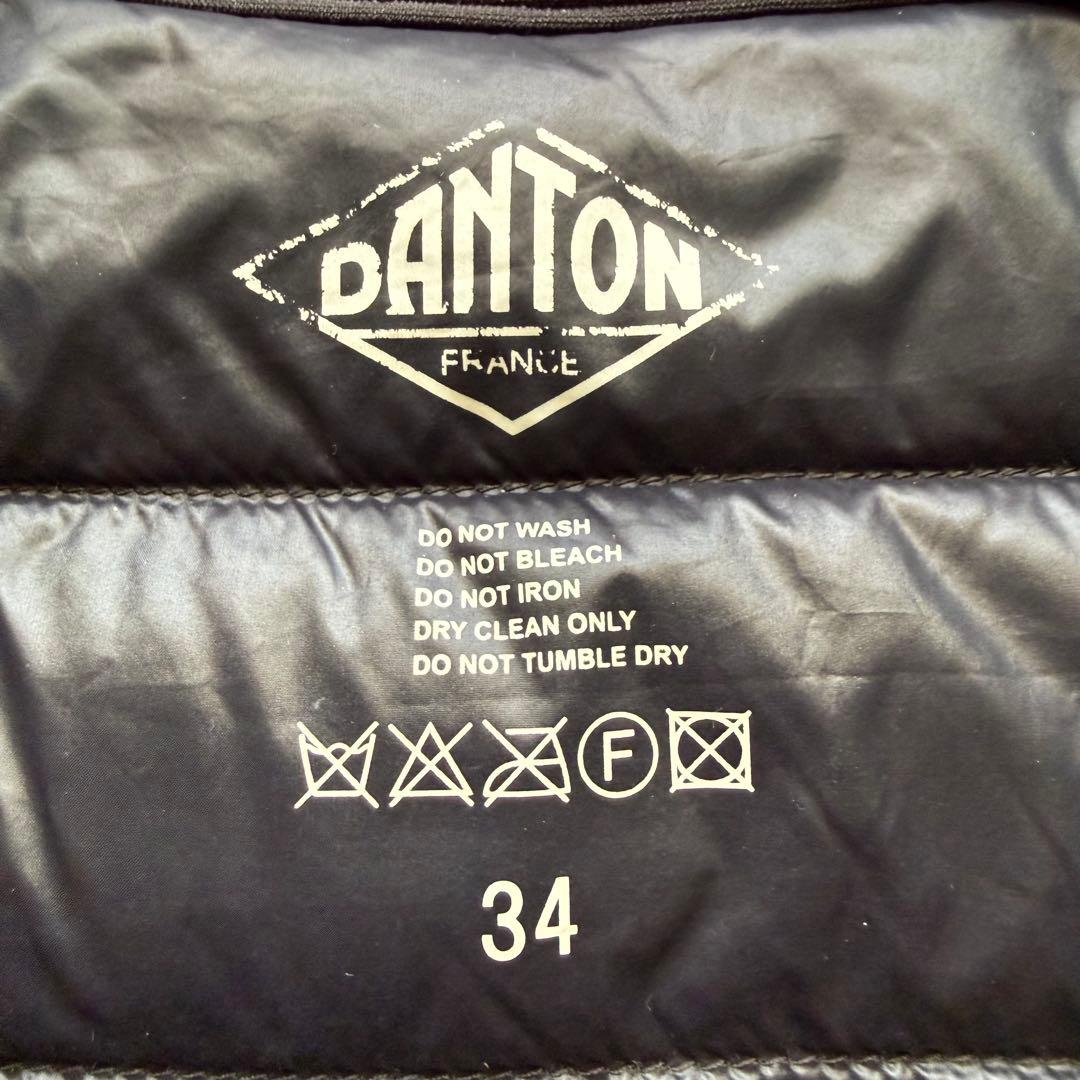 DANTON
FRANCE
DO NOT WASH
DO NOT BLEACH
DO NOT IRON
DRY CLEAN ONLY
DO NOT TUMBLE DRY
F
34